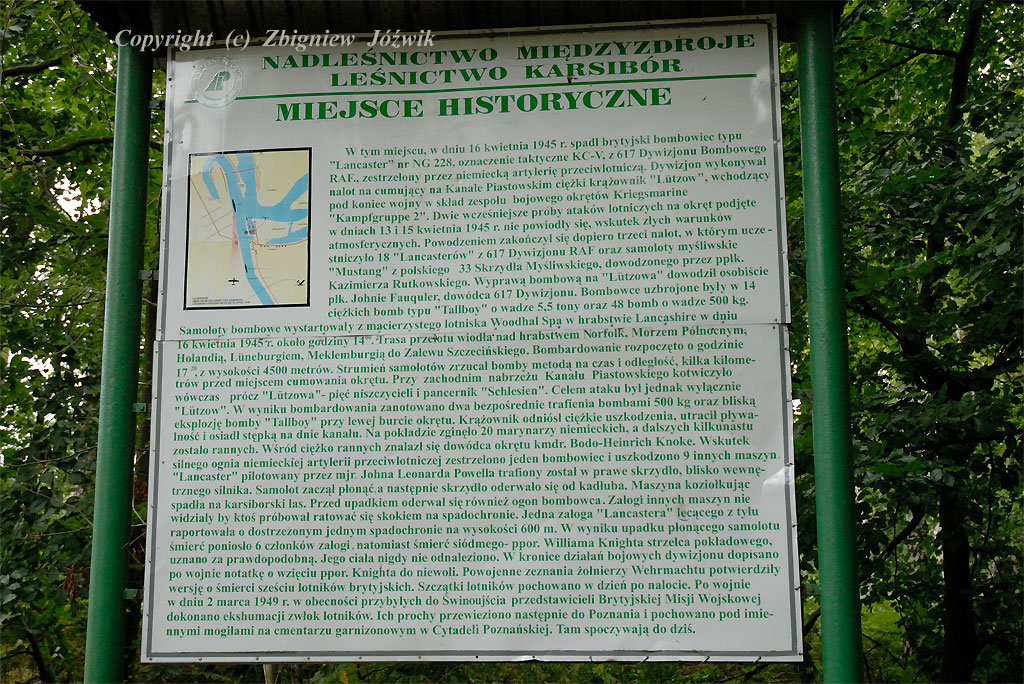 Copyright (c) Zbigniew Jóźwik
NADLEŚNICTWO MIĘDZYZDROJE
LEŚNICTWO KARSIBÓR
MIEJSCE HISTORYCZNE
W tym miejscu, w dniu 16 kwietnia 1945 r. spadł brytyjski bombowiec typu
"Lancaster" nr NG 228, oznaczenie taktyczne KC-V, z 617 Dywizjonu Bombowego
RAF., zestrzelony przez niemiecką artylerię przeciwlotniczą. Dywizjon wykonywał
nalot na cumujący na Kanale Piastowskim ciężki krążownik "Lützow", wchodzący
pod koniec wojny w skład zespołu bojowego okrętów Kriegsmarine
"Kampfgruppe 2". Dwie wcześniejsze próby ataków lotniczych na okręt podjęte
w dniach 13 i 15 kwietnia 1945 r. nie powiodły się, wskutek złych warunków
atmosferycznych. Powodzeniem zakończył się dopiero trzeci nalot, w którym ucze-
stniczyło 18 "Lancasterów" z 617 Dywizjonu RAF oraz samoloty myśliwskie
"Mustang" z polskiego 33 Skrzydła Myśliwskiego, dowodzonego przez ppłk.
Kazimierza Rutkowskiego. Wyprawą bombową na "Lützowa" dowodził osobiście
płk. Johnie Fauquler, dowódca 617 Dywizjonu. Bombowce uzbrojone były w 14
ciężkich bomb typu "Tallboy" o wadze 5,5 tony oraz 48 bomb o wadze 500 kg.
Samoloty bombowe wystartowały z macierzystego lotniska Woodhal Spa w hrabstwie Lancashire w dniu
16 kwietnia 1945 r. około godziny 14. Trasa przelotu wiodła nad hrabstwem Norfolk, Morzem Północnym,
Holandią, Lüneburgiem, Meklemburgią do Zalewu Szczecińskiego. Bombardowanie rozpoczęto o godzinie
17 20, z wysokości 4500 metrów. Strumień samolotów zrzucał bomby metodą na czas i odległość, kilka kilome-
trów przed miejscem cumowania okrętu. Przy zachodnim nabrzeżu Kanału Piastowskiego kotwiczyło
wówczas prócz "Lützowa"- pięć niszczycieli i pancernik "Schlesien". Celem ataku był jednak wyłącznie
"Lützow". W wyniku bombardowania zanotowano dwa bezpośrednie trafienia bombami 500 kg oraz bliską
eksplozję bomby "Tallboy" przy lewej burcie okrętu. Krążownik odniósł ciężkie uszkodzenia, utracił pływa-
lność i osiadł stępką na dnie kanału. Na pokładzie zginęło 20 marynarzy niemieckich, a dalszych kilkunastu
zostało rannych. Wśród ciężko rannych znalazł się dowódca okrętu kmdr. Bodo-Heinrich Knoke. Wskutek
silnego ognia niemieckiej artylerii przeciwlotniczej zestrzelono jeden bombowiec i uszkodzono 9 innych maszyn.
"Lancaster" pilotowany przez mjr Johna Leonarda Powella trafiony został w prawe skrzydło, blisko wewnę-
trznego silnika. Samolot zaczął płonąć,a następnie skrzydło oderwało się od kadłuba. Maszyna koziołkując
spadła na karsiborski las. Przed upadkiem oderwał się również ogon bombowca. Załogi innych maszyn nie
widziały by ktoś próbował ratować się skokiem na spadochronie. Jedna załoga "Lancastera" lecącego z tyłu
raportowała o dostrzeżonym jednym spadochronie na wysokości 600 m. W wyniku upadku płonącego samolotu
śmierć poniosło 6 członków załogi, natomiast śmierć siódmego- ppor. Williama Knighta strzelca pokładowego,
uznano za prawdopodobną. Jego ciała nigdy nie odnaleziono. W kronice działań bojowych dywizjonu dopisano
po wojnie notatkę o wzięciu ppor. Knighta do niewoli. Powojenne zeznania żołnierzy Wehrmachtu potwierdziły
wersję o śmierci sześciu lotników brytyjskich. Szczątki lotników pochowano w dzień po nalocie. Po wojnie
w dniu 2 marca 1949 r. w obecności przybyłych do Świnoujścia przedstawicieli Brytyjskiej Misji Wojskowej
dokonano ekshumacji zwłok lotników. Ich prochy przewieziono następnie do Poznania i pochowano pod imie-
nnymi mogiłami na cmentarzu garnizonowym w Cytadeli Poznańskiej. Tam spoczywają do dziś.